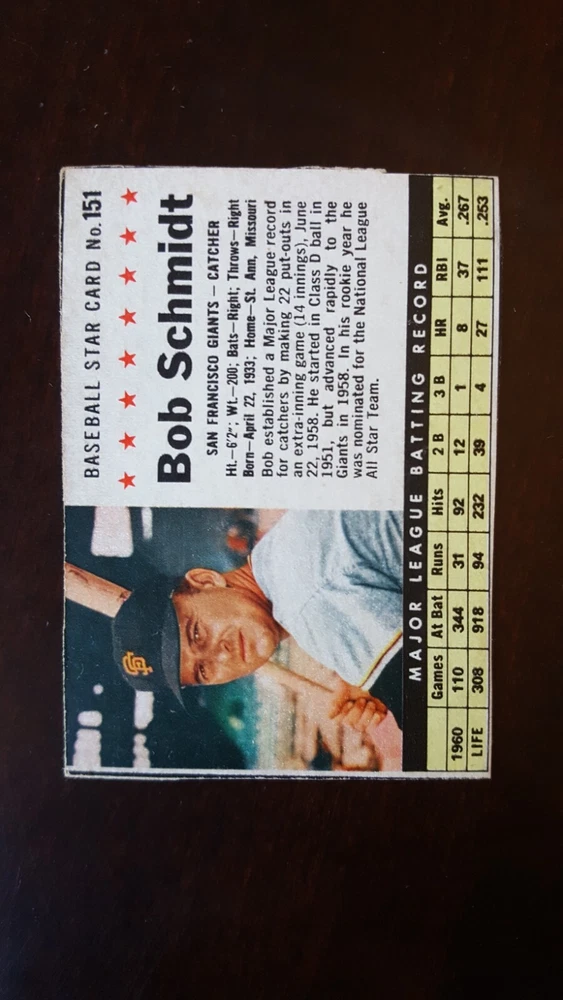 BASEBALL STAR CARD No. 151
Bob Schmidt
SAN FRANCISCO GIANTS — CATCHER
Ht.—6'2"; Wt.—200; Bats—Right; Throws—Right
Born—April 22, 1933; Home—St. Ann, Missouri
Bob established a Major League record
for catchers by making 22 put-outs in
an extra-inning game (14 innings), June
22, 1958. He started in Class D ball in
1951, but advanced rapidly to the
Giants in 1958. In his rookie year he
was nominated for the National League
All Star Team.
SF
MAJOR LEAGUE BATTING RECORD
Games At Bat Runs Hits 2 B 3 B HR RBI Avg.
1960 110 344 31 92 12 1 8 37 .267
LIFE 308 918 94 232 39 4 27 111 .253